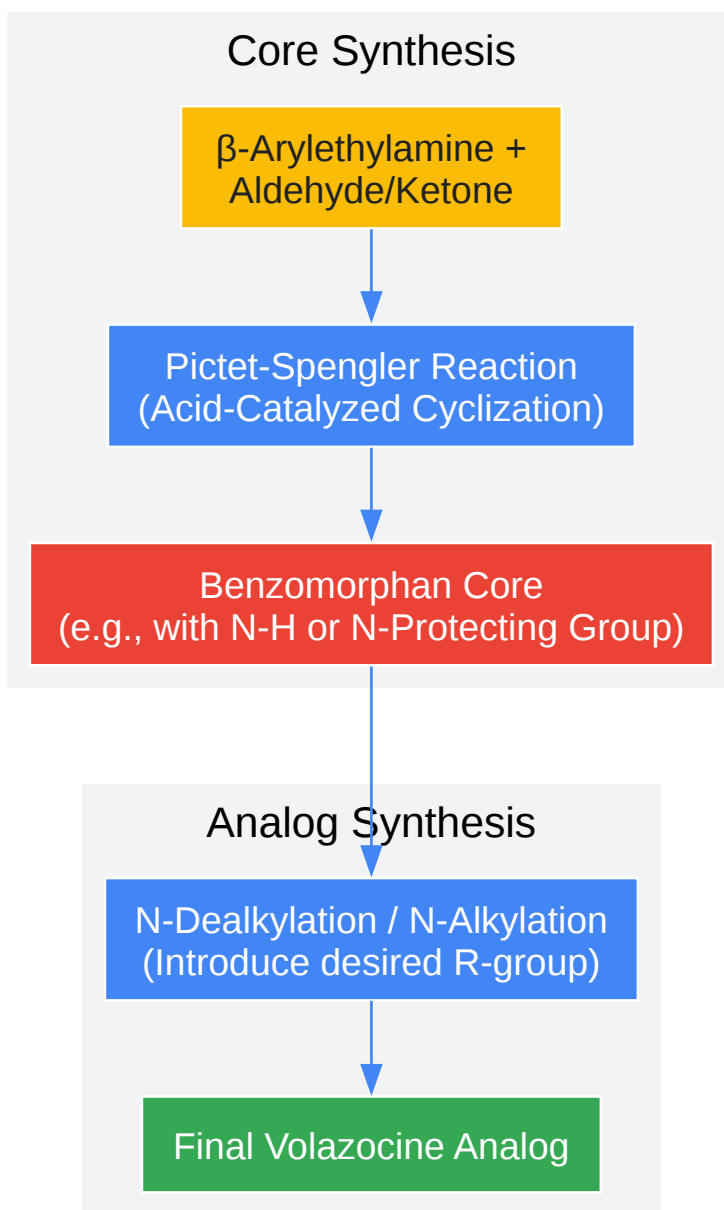 Core Synthesis
β-Arylethylamine +
Aldehyde/Ketone
Pictet-Spengler Reaction
(Acid-Catalyzed Cyclization)
Benzomorphan Core
(e.g., with N-H or N-Protecting Group)
Analog Synthesis
N-Dealkylation / N-Alkylation
(Introduce desired R-group)
Final Volazocine Analog